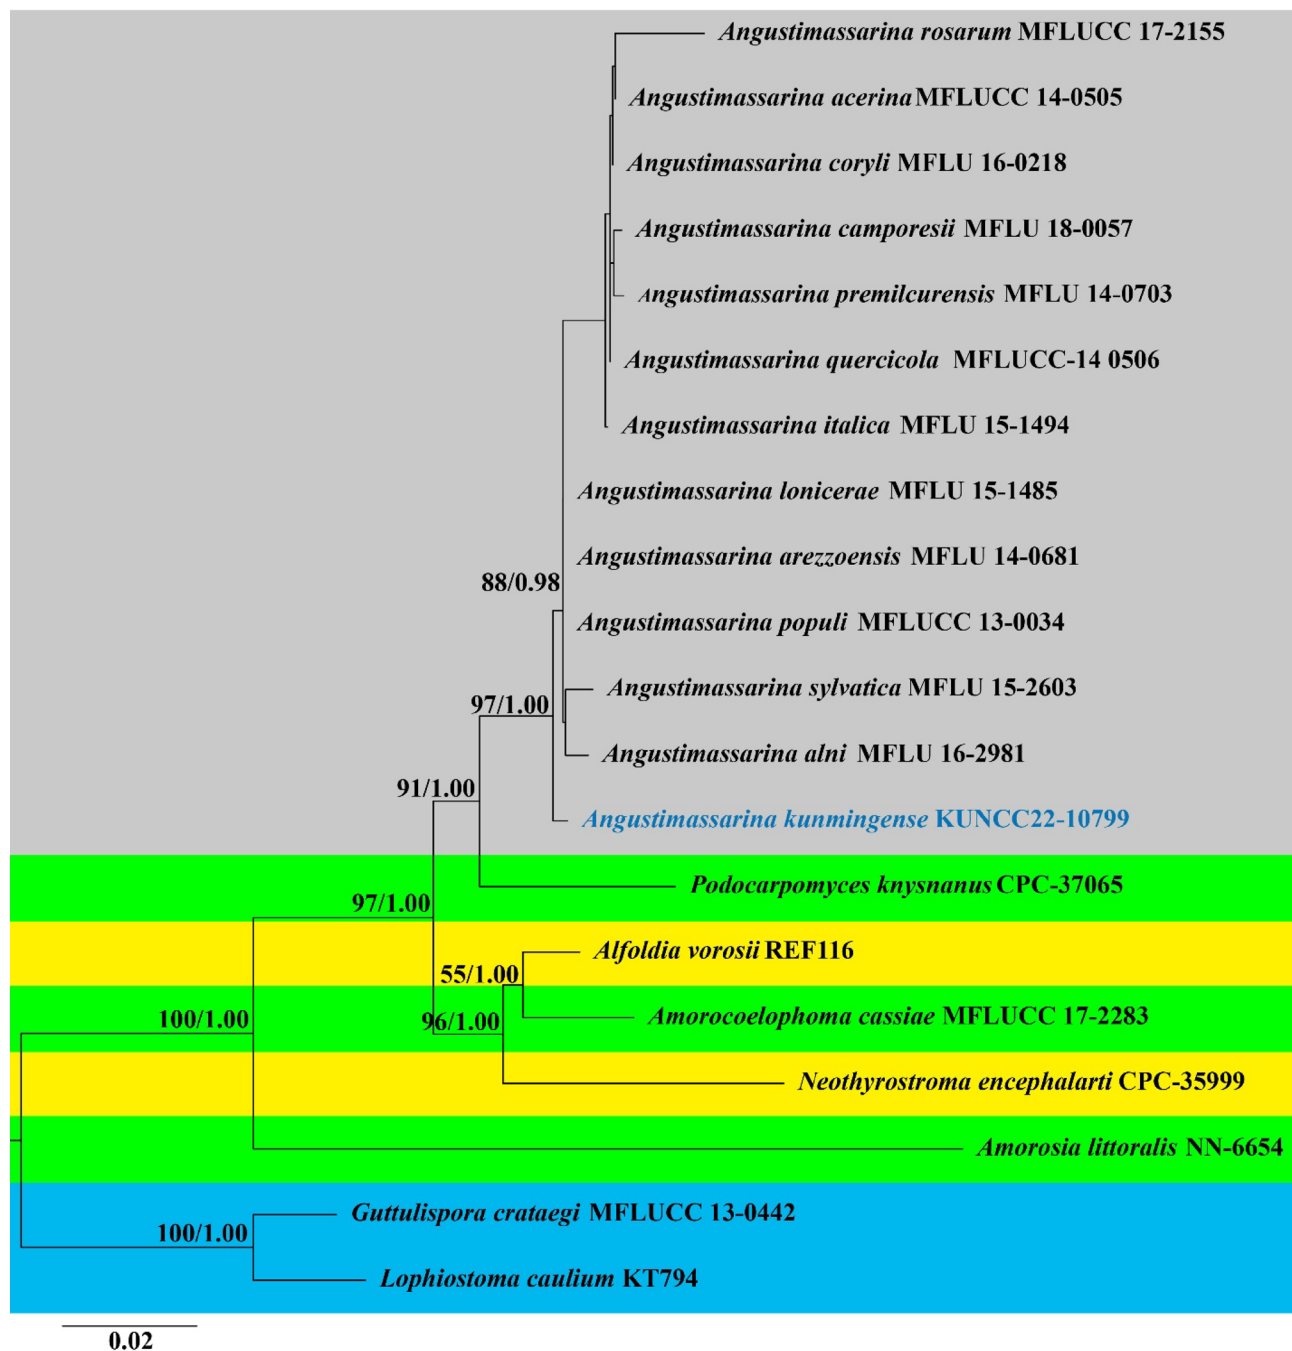 Angustimassarina rosarum MFLUCC 17-2155
Angustimassarina acerina MFLUCC 14-0505
Angustimassarina coryli MFLU 16-0218
Angustimassarina camporesii MFLU 18-0057
Angustimassarina premilcurensis MFLU 14-0703
Angustimassarina quercicola MFLUCC-14 0506
Angustimassarina italica MFLU 15-1494
Angustimassarina lonicerae MFLU 15-1485
Angustimassarina arezzoensis MFLU 14-0681
88/0.98
Angustimassarina populi MFLUCC 13-0034
Angustimassarina sylvatica MFLU 15-2603
97/1.00
Angustimassarina alni MFLU 16-2981
91/1.00
Angustimassarina kunmingense KUNCC22-10799
Podocarpomyces knysnanus CPC-37065
97/1.00
Alfoldia vorosii REF116
55/1.00
Amorocoelophoma cassiae MFLUCC 17-2283
100/1.00
96/1.00
Neothyrostroma encephalarti CPC-35999
Amorosia littoralis NN-6654
Guttulispora crataegi MFLUCC 13-0442
100/1.00
Lophiostoma caulium KT794
0.02